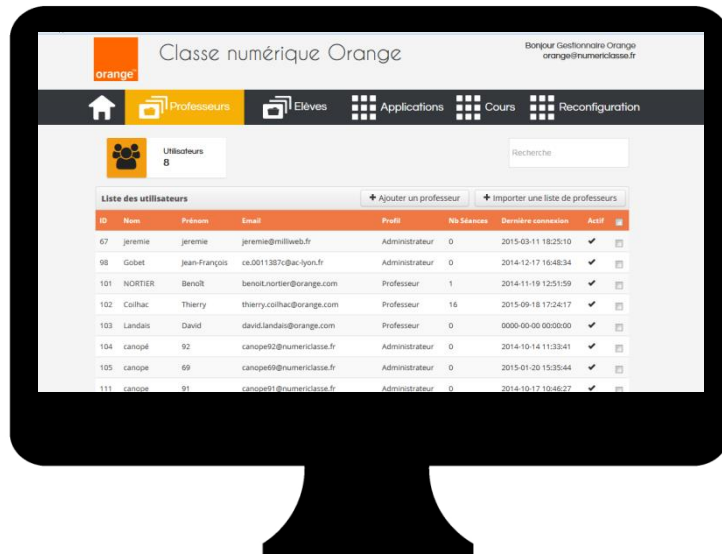 Classe numérique Orange
Bonjour Gestionnaire Orange
orange@numericlasse.fr
orange™
Professeurs Elèves Applications Cours Reconfiguration
Utilisateurs
8
Recherche
Liste des utilisateurs + Ajouter un professeur + Importer une liste de professeurs
ID Nom Prénom Email Profil Nb Séances Dernière connexion Actif
67 jeremie jeremie jeremie@milliweb.fr Administrateur 0 2015-03-11 18:25:10
98 Gobet Jean-François ce.0011387c@ac-lyon.fr Administrateur 0 2014-12-17 16:48:34
101 NORTIER Benoît benoit.nortier@orange.com Professeur 1 2014-11-19 12:51:59
102 Coilhac Thierry thierry.coilhac@orange.com Professeur 16 2015-09-18 17:24:17
103 Landais David david.landais@orange.com Professeur 0 0000-00-00 00:00:00
104 canopé 92 canope92@numericlasse.fr Administrateur 0 2014-10-14 11:33:41
105 canope 69 canope69@numericlasse.fr Administrateur 0 2015-01-20 15:35:44
111 canope 91 canope91@numericlasse.fr Administrateur 0 2014-10-17 10:46:27